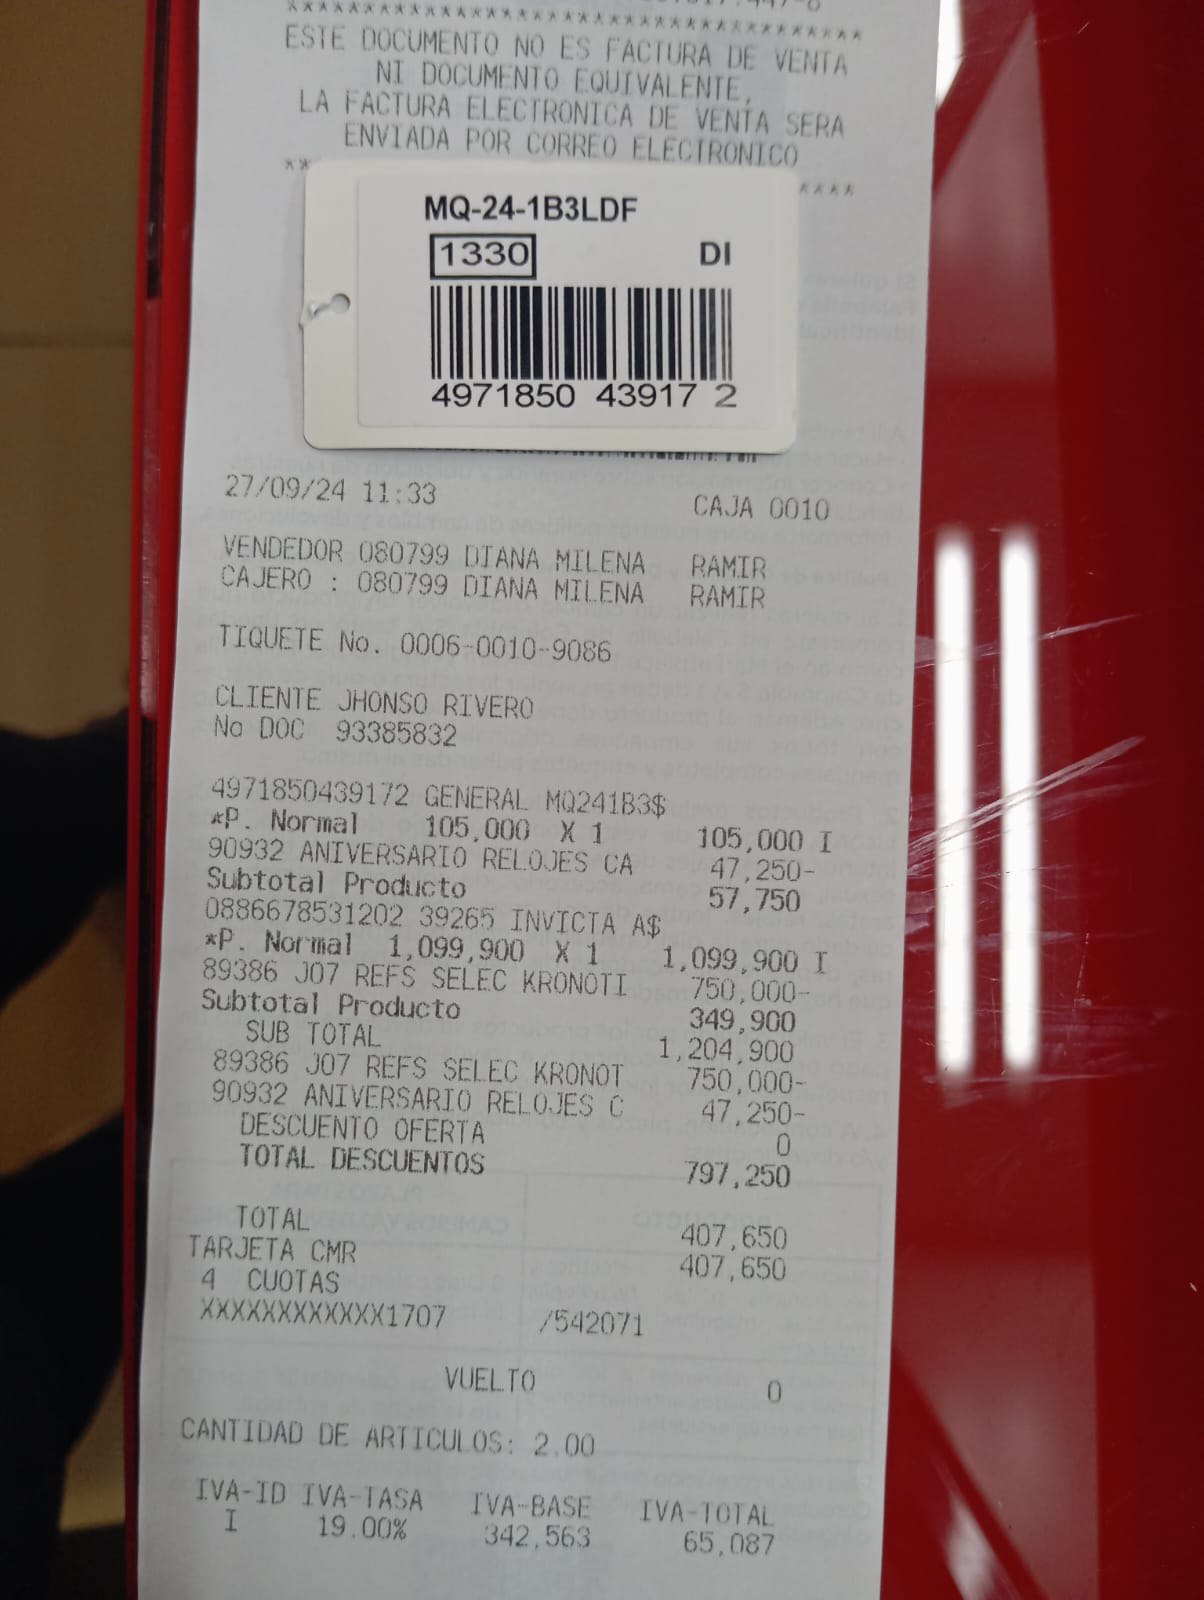 ESTE DOCUMENTO NO ES FACTURA DE VENTA
NI DOCUMENTO EQUIVALENTE,
LA FACTURA ELECTRONICA DE VENTA SERA
ENVIADA POR CORREO ELECTRONICO
MQ-24-1B3LDF
1330 DI
4971850 43917 2
27/09/24 11:33 CAJA 0010
VENDEDOR 080799 DIANA MILENA RAMIR
CAJERO : 080799 DIANA MILENA RAMIR
TIQUETE No. 0006-0010-9086
CLIENTE JHONSO RIVERO
No DOC 93385832
4971850439172 GENERAL MQ241B3$
*P. Normal 105,000 X 1 105,000 I
90932 ANIVERSARIO RELOJES CA 47,250-
Subtotal Producto 57,750
0886678531202 39265 INVICTA A$
*P. Normal 1,099,900 X 1 1,099,900 I
89386 J07 REFS SELEC KRONOTI 750,000-
Subtotal Producto 349,900
SUB TOTAL 1,204,900
89386 J07 REFS SELEC KRONOT 750,000-
90932 ANIVERSARIO RELOJES C 47,250-
DESCUENTO OFERTA 0
TOTAL DESCUENTOS 797,250
TOTAL 407,650
TARJETA CMR 407,650
4 CUOTAS
XXXXXXXXXXXX1707 /542071
VUELTO 0
CANTIDAD DE ARTICULOS: 2.00
IVA-ID IVA-TASA IVA-BASE IVA-TOTAL
I 19.00% 342,563 65,087